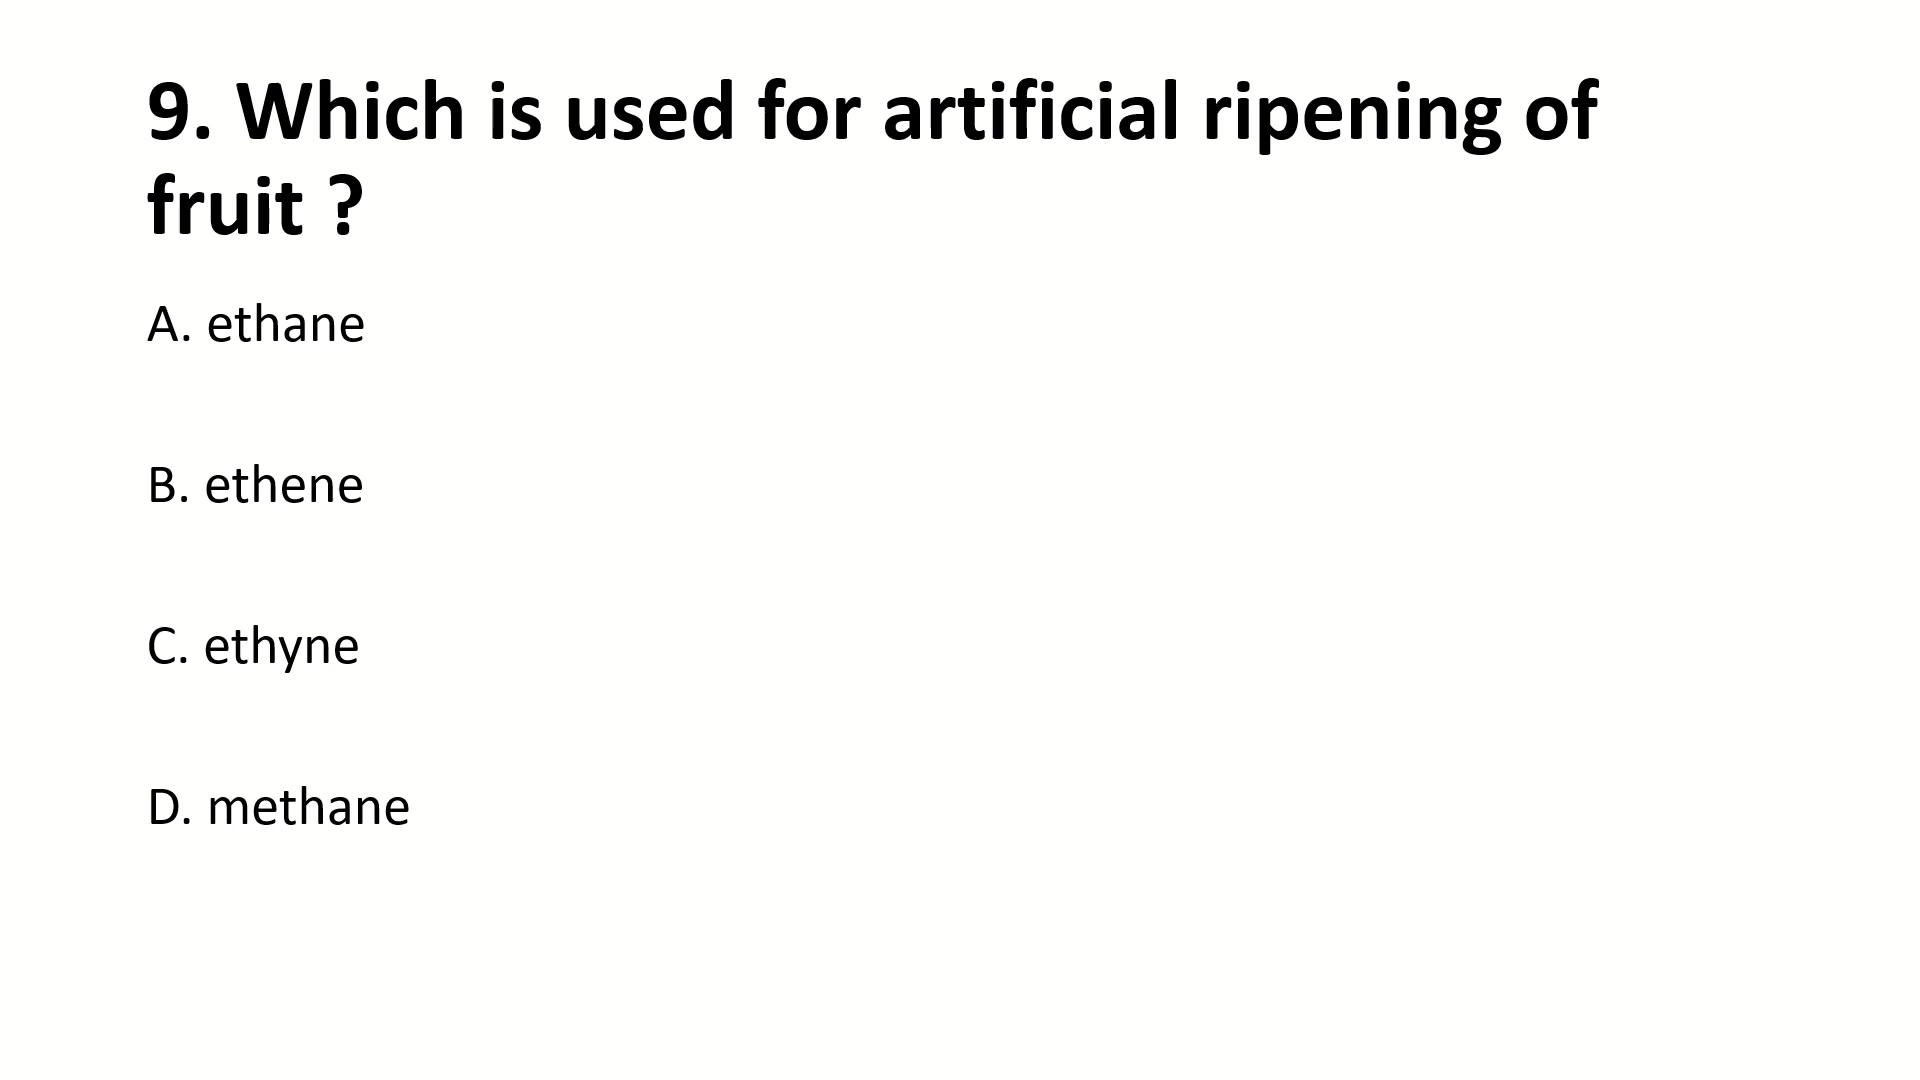 9. Which is used for artificial ripening of
fruit ?
A. ethane
B. ethene
C. ethyne
D. methane